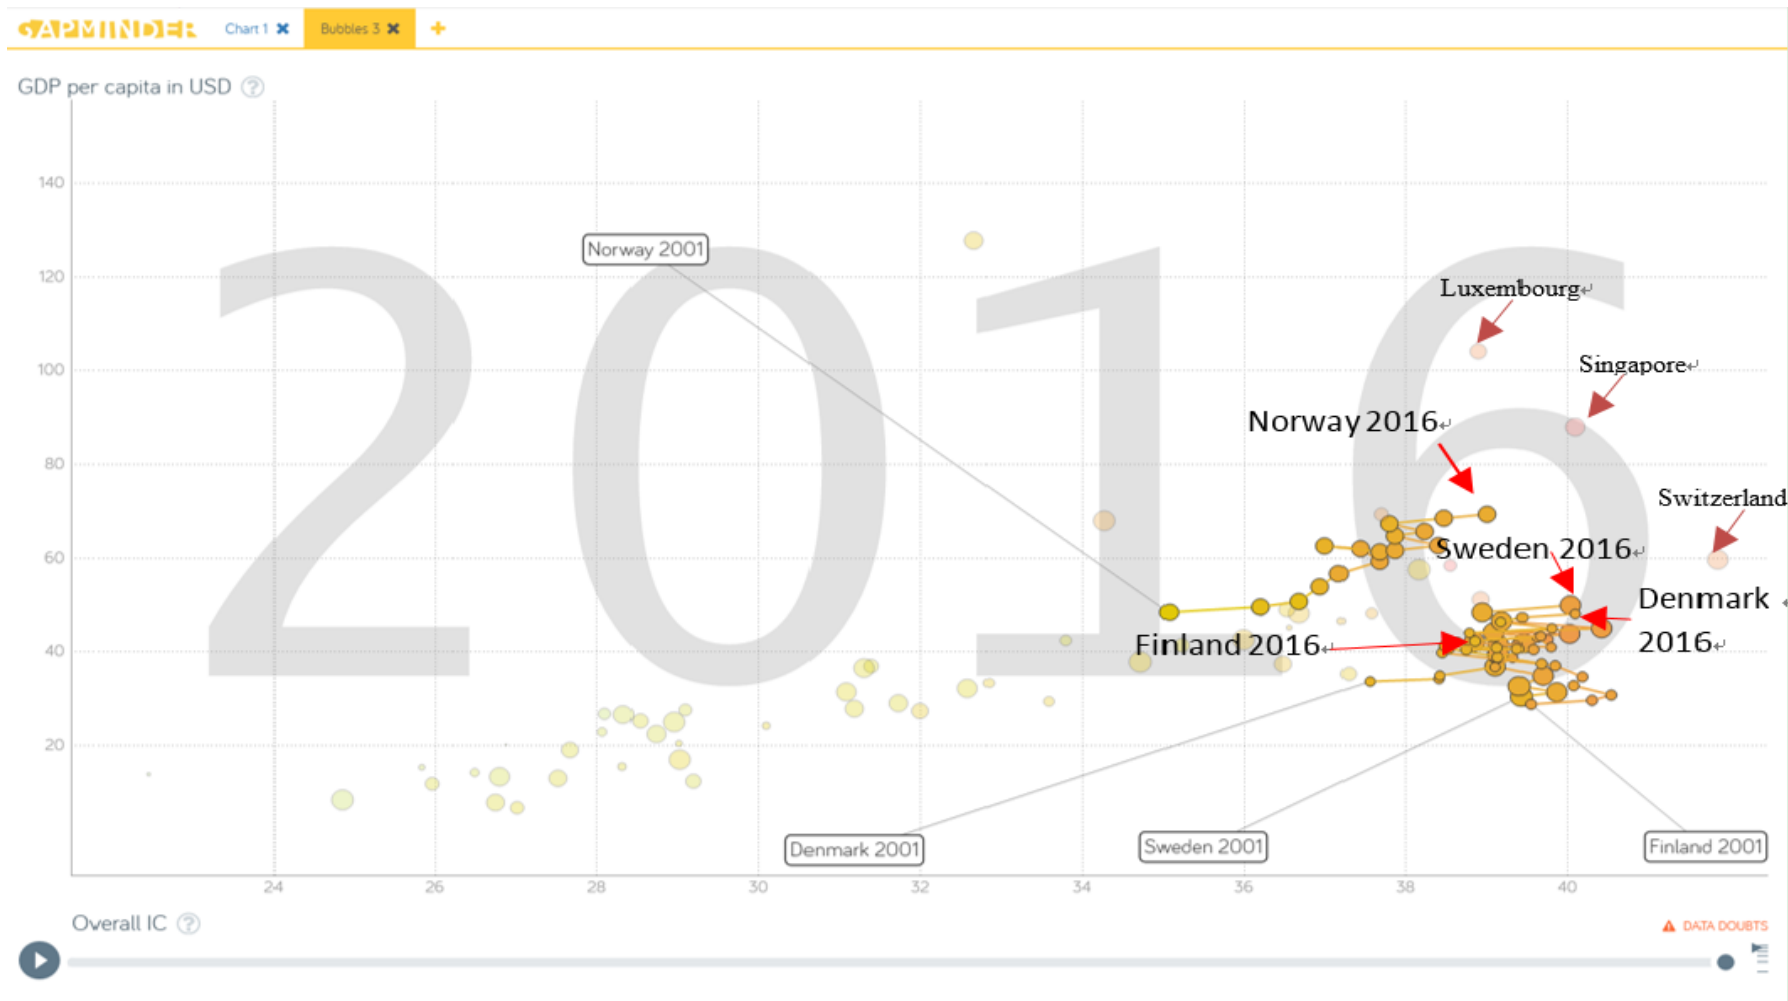 GAPMINDER Chart 1 ✖ Bubbles 3 ✖ +
GDP per capita in USD ?
2016
140
120
100
80
60
40
20
Norway 2001
Luxembourg↵
Singapore↵
Norway 2016↵
Switzerland
Sweden 2016↵
Denmark
2016↵
Finland 2016↵
Denmark 2001
Sweden 2001
Finland 2001
24 26 28 30 32 34 36 38 40
Overall IC ?
DATA DOUBTS